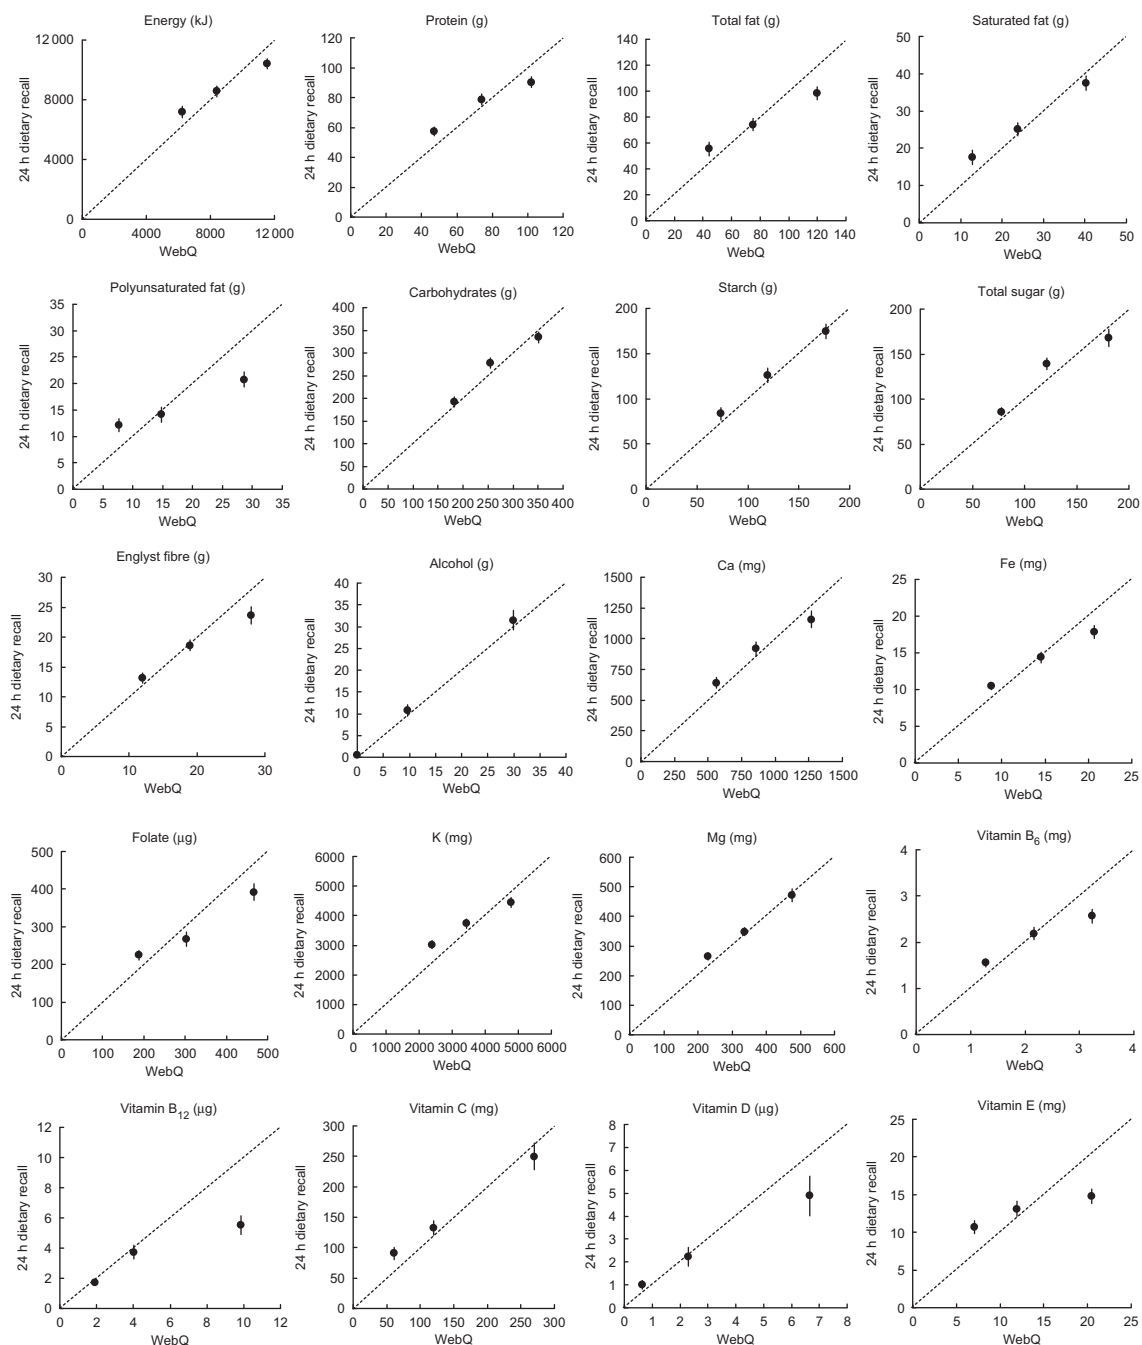 Energy (kJ)
24 h dietary recall
12 000
8000
4000
0
0 4000 8000 12 000
WebQ
Protein (g)
24 h dietary recall
120
100
80
60
40
20
0
0 20 40 60 80 100 120
WebQ
Total fat (g)
24 h dietary recall
140
120
100
80
60
40
20
0
0 20 40 60 80 100 120 140
WebQ
Saturated fat (g)
24 h dietary recall
50
40
30
20
10
0
0 10 20 30 40 50
WebQ
Polyunsaturated fat (g)
24 h dietary recall
35
30
25
20
15
10
5
0
0 5 10 15 20 25 30 35
WebQ
Carbohydrates (g)
24 h dietary recall
400
350
300
250
200
150
100
50
0
0 50 100 150 200 250 300 350 400
WebQ
Starch (g)
24 h dietary recall
200
150
100
50
0
0 50 100 150 200
WebQ
Total sugar (g)
24 h dietary recall
200
150
100
50
0
0 50 100 150 200
WebQ
Englyst fibre (g)
24 h dietary recall
30
25
20
15
10
5
0
0 10 20 30
WebQ
Alcohol (g)
24 h dietary recall
40
35
30
25
20
15
10
5
0
0 5 10 15 20 25 30 35 40
WebQ
Ca (mg)
24 h dietary recall
1500
1250
1000
750
500
250
0
0 250 500 750 1000 1250 1500
WebQ
Fe (mg)
24 h dietary recall
25
20
15
10
5
0
0 5 10 15 20 25
WebQ
Folate (µg)
24 h dietary recall
500
400
300
200
100
0
0 100 200 300 400 500
WebQ
K (mg)
24 h dietary recall
6000
5000
4000
3000
2000
1000
0
0 1000 2000 3000 4000 5000 6000
WebQ
Mg (mg)
24 h dietary recall
600
500
400
300
200
100
0
0 100 200 300 400 500 600
WebQ
Vitamin B6 (mg)
24 h dietary recall
4
3
2
1
0
0 1 2 3 4
WebQ
Vitamin B12 (µg)
24 h dietary recall
12
10
8
6
4
2
0
0 2 4 6 8 10 12
WebQ
Vitamin C (mg)
24 h dietary recall
300
250
200
150
100
50
0
0 50 100 150 200 250 300
WebQ
Vitamin D (µg)
24 h dietary recall
8
7
6
5
4
3
2
1
0
0 1 2 3 4 5 6 7 8
WebQ
Vitamin E (mg)
24 h dietary recall
25
20
15
10
5
0
0 5 10 15 20 25
WebQ